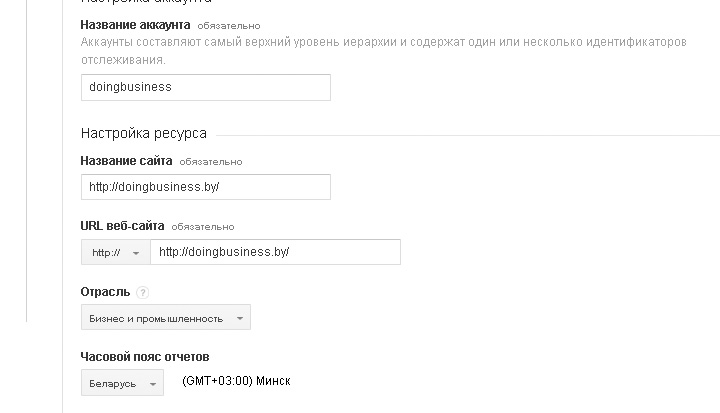 Настройка аккаунта
Название аккаунта обязательно
Аккаунты составляют самый верхний уровень иерархии и содержат один или несколько идентификаторов
отслеживания.
doingbusiness
Настройка ресурса
Название сайта обязательно
http://doingbusiness.by/
URL веб-сайта обязательно
http:// http://doingbusiness.by/
Отрасль ?
Бизнес и промышленность
Часовой пояс отчетов
Беларусь (GMT+03:00) Минск